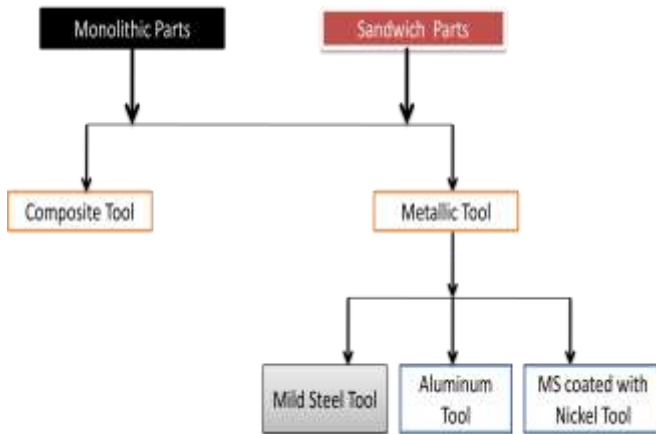 Monolithic Parts
Sandwich Parts
Composite Tool
Metallic Tool
Mild Steel Tool
Aluminum
Tool
MS coated with
Nickel Tool